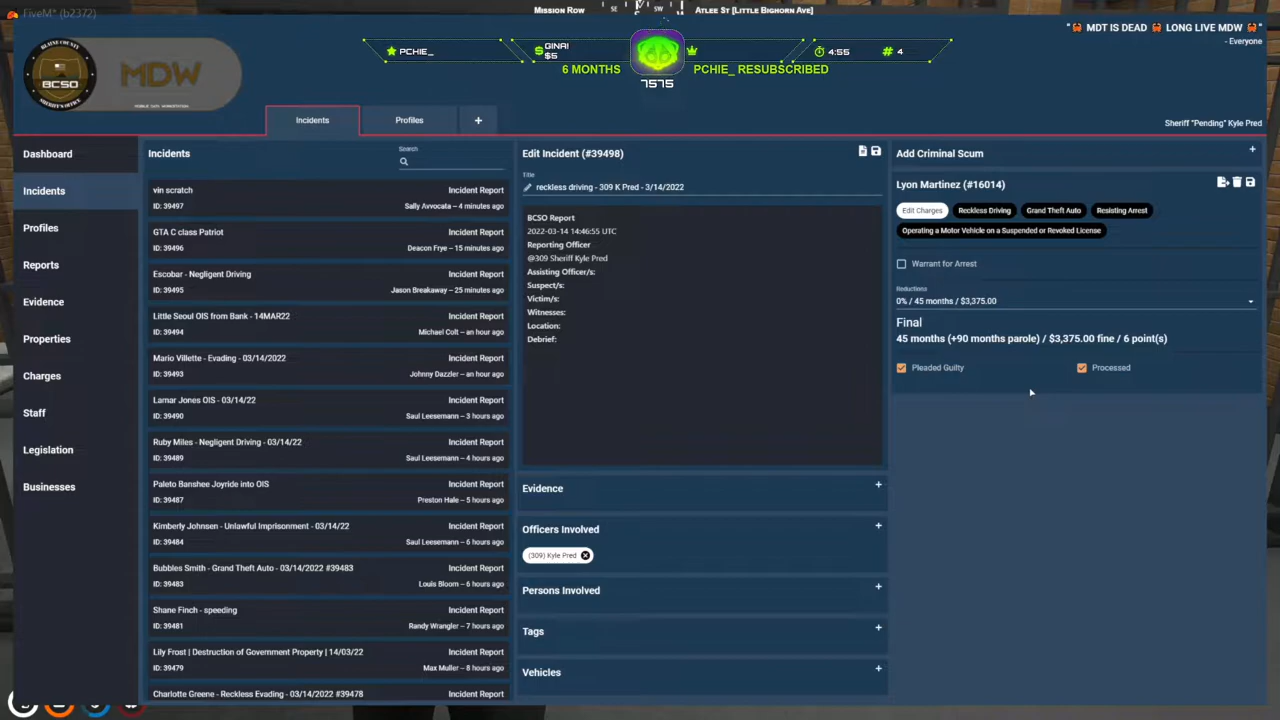 FiveM* (b2372)
Mission Row
SE
W
SW
Atlee St [Little Bighorn Ave]
MDT IS DEAD
LONG LIVE MDW
- Everyone
BLAINE COUNTY
BCSO
SHERIFF'S OFFICE
MDW
MOBILE DATA WORKSTATION
PCHIE_
GINAI
$5
4:55
# 4
6 MONTHS
PCHIE_ RESUBSCRIBED
7575
Incidents
Profiles
+
Sheriff "Pending" Kyle Pred
Dashboard
Incidents
Profiles
Reports
Evidence
Properties
Charges
Staff
Legislation
Businesses
Incidents
Search
vin scratch
Incident Report
ID: 39497
Sally Avvocata – 4 minutes ago
GTA C class Patriot
Incident Report
ID: 39496
Deacon Frye – 15 minutes ago
Escobar - Negligent Driving
Incident Report
ID: 39495
Jason Breakaway – 25 minutes ago
Little Seoul OIS from Bank - 14MAR22
Incident Report
ID: 39494
Michael Colt – an hour ago
Mario Villette - Evading - 03/14/2022
Incident Report
ID: 39493
Johnny Dazzler – an hour ago
Lamar Jones OIS - 03/14/22
Incident Report
ID: 39490
Saul Leesemann – 3 hours ago
Ruby Miles - Negligent Driving - 03/14/22
Incident Report
ID: 39489
Saul Leesemann – 4 hours ago
Paleto Banshee Joyride into OIS
Incident Report
ID: 39487
Preston Hale – 5 hours ago
Kimberly Johnsen - Unlawful Imprisonment - 03/14/22
Incident Report
ID: 39484
Saul Leesemann – 6 hours ago
Bubbles Smith - Grand Theft Auto - 03/14/2022 #39483
Incident Report
ID: 39483
Louis Bloom – 6 hours ago
Shane Finch - speeding
Incident Report
ID: 39481
Randy Wrangler – 7 hours ago
Lily Frost | Destruction of Government Property | 14/03/22
Incident Report
ID: 39479
Max Muller – 8 hours ago
Charlotte Greene - Reckless Evading - 03/14/2022 #39478
Incident Report
Edit Incident (#39498)
Title
reckless driving - 309 K Pred - 3/14/2022
BCSO Report
2022-03-14 14:46:55 UTC
Reporting Officer
@309 Sheriff Kyle Pred
Assisting Officer/s:
Suspect/s:
Victim/s:
Witnesses:
Location:
Debrief:
Evidence
+
Officers Involved
+
(309) Kyle Pred
Persons Involved
+
Tags
+
Vehicles
+
Add Criminal Scum
+
Lyon Martinez (#16014)
Edit Charges
Reckless Driving
Grand Theft Auto
Resisting Arrest
Operating a Motor Vehicle on a Suspended or Revoked License
Warrant for Arrest
Reductions
0% / 45 months / $3,375.00
Final
45 months (+90 months parole) / $3,375.00 fine / 6 point(s)
Pleaded Guilty
Processed